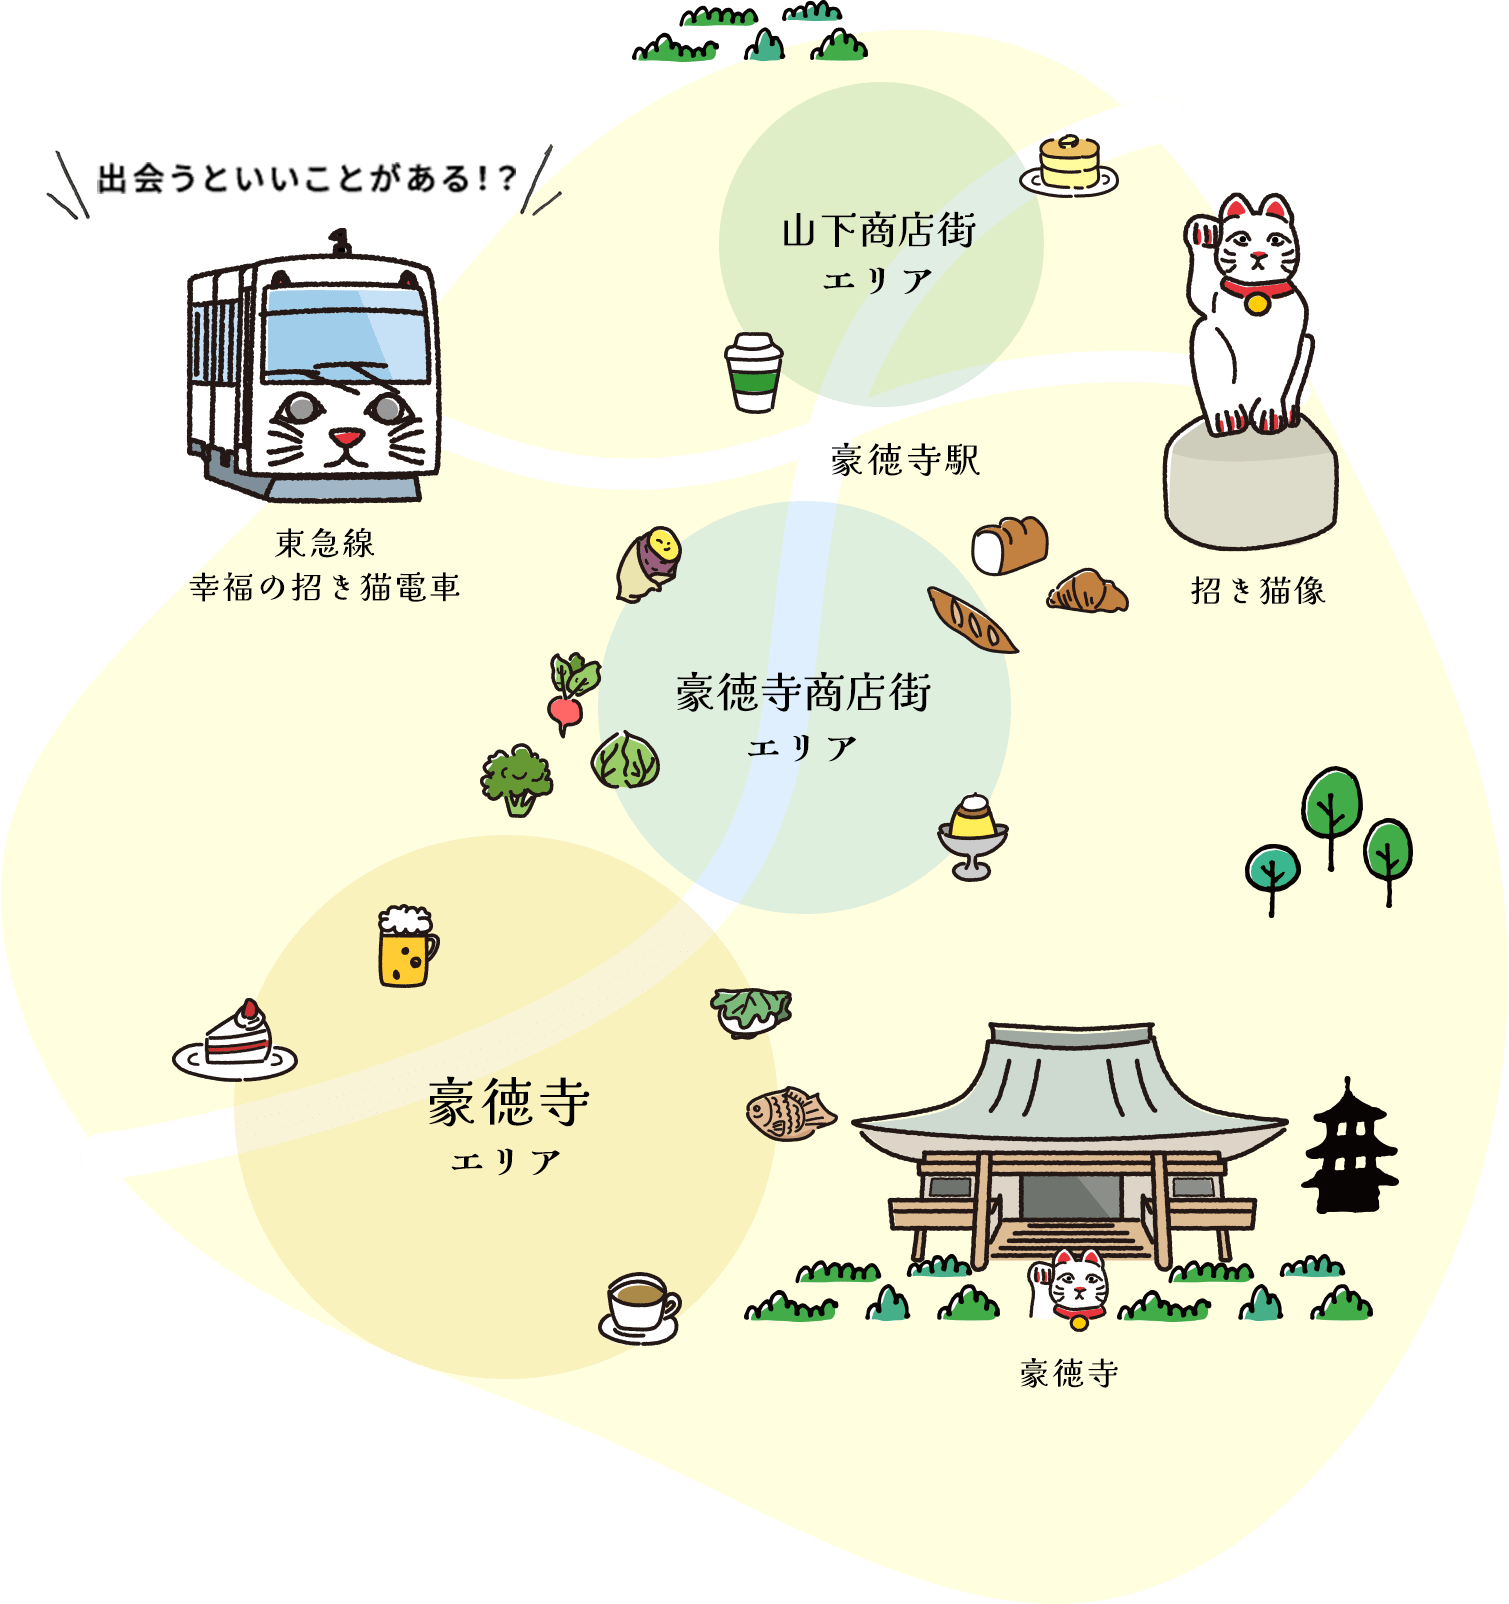 出会うといいことがある!?
山下商店街
エリア
豪徳寺駅
東急線
幸福の招き猫電車
招き猫像
豪徳寺商店街
エリア
豪徳寺
エリア
豪徳寺